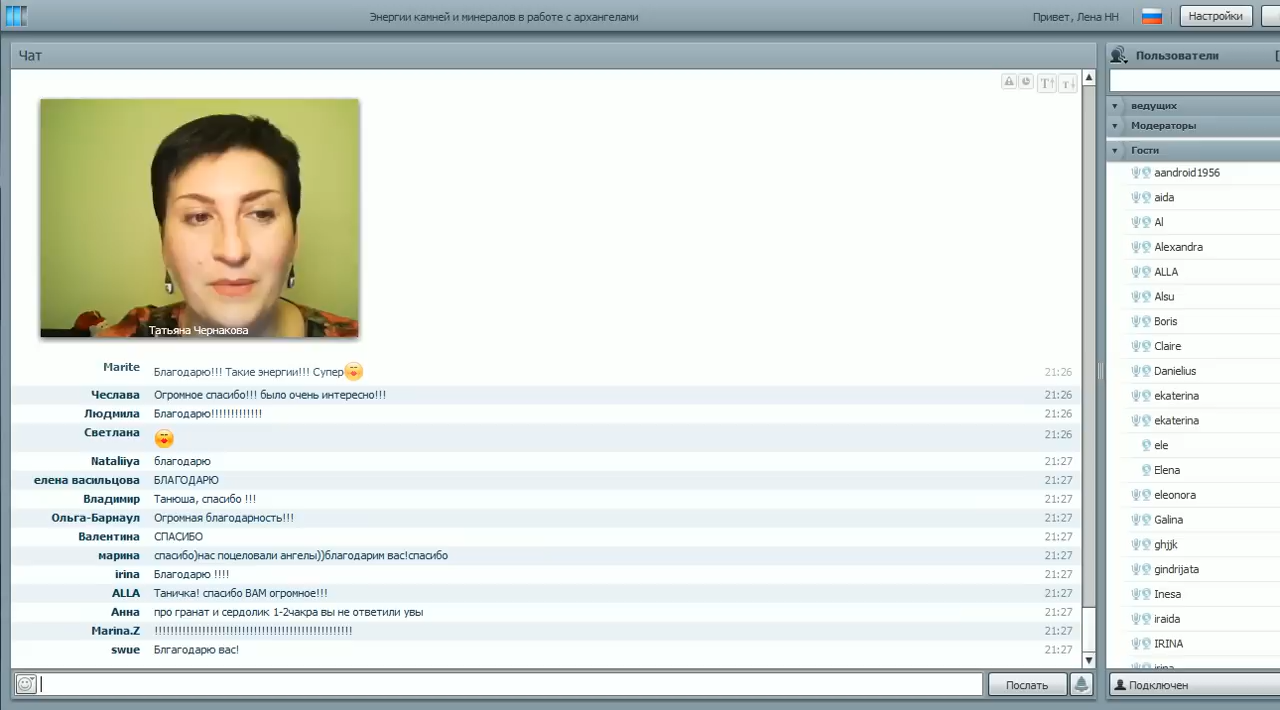 Энергии камней и минералов в работе с архангелами
Привет, Лена НН
Настройки
Чат
Татьяна Чернакова
Marite Благодарю!!! Такие энергии!!! Супер 21:26
Чеслава Огромное спасибо!!! было очень интересно!!! 21:26
Людмила Благодарю!!!!!!!!!!!!! 21:26
Светлана 21:26
Nataliiya благодарю 21:27
елена васильцова БЛАГОДАРЮ 21:27
Владимир Танюша, спасибо !!! 21:27
Ольга-Барнаул Огромная благодарность!!! 21:27
Валентина СПАСИБО 21:27
марина спасибо)нас поцеловали ангелы))благодарим вас!спасибо 21:27
irina Благодарю !!!! 21:27
ALLA Таничка! спасибо ВАМ огромное!!! 21:27
Анна про гранат и сердолик 1-2чакра вы не ответили увы 21:27
Marina.Z !!!!!!!!!!!!!!!!!!!!!!!!!!!!!!!!!!!!!!!!!!!!!!!!!! 21:27
swue Блгагодарю вас! 21:27
Послать
Пользователи
ведущих
Модераторы
Гости
aandroid1956
aida
Al
Alexandra
ALLA
Alsu
Boris
Claire
Danielius
ekaterina
ekaterina
ele
Elena
eleonora
Galina
ghjjk
gindrijata
Inesa
iraida
IRINA
irina
Подключен